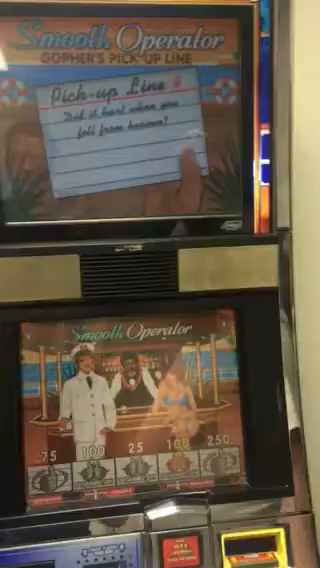 Smooth Operator
GOPHER'S PICK-UP LINE
Pick-up Line #
Did it hurt when you
fell from heaven?
Smooth Operator
75 100 25 100 250